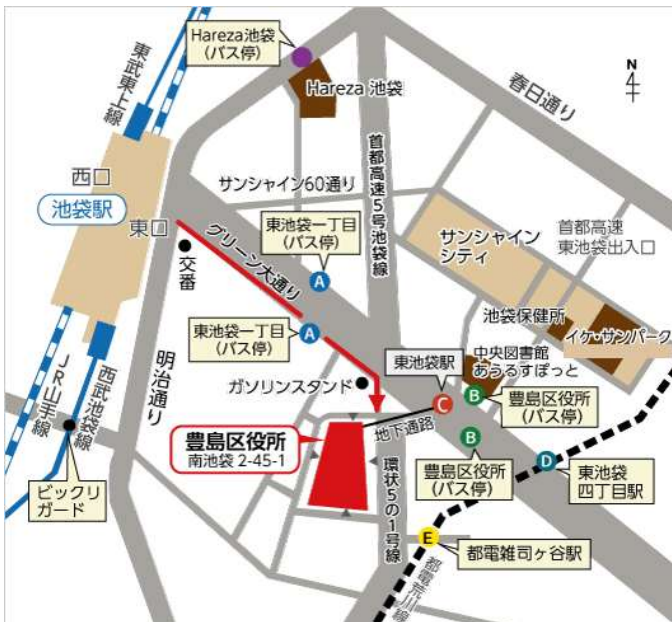 Hareza池袋
(バス停)
Hareza 池袋
N
春日通り
東武東上線
西口
池袋駅
東口
サンシャイン60通り
首都高速5号池袋線
首都高速
東池袋出入口
サンシャイン
シティ
東池袋一丁目
(バス停)
A
グリーン大通り
交番
東池袋一丁目
(バス停)
A
池袋保健所
イケ・サンパーク
中央図書館
あうるすぽっと
東池袋駅
C
B
豊島区役所
(バス停)
ガソリンスタンド
明治通り
西武池袋線
JR山手線
ビックリ
ガード
豊島区役所
南池袋 2-45-1
地下通路
環状5の1号線
B
豊島区役所
(バス停)
D
東池袋
四丁目駅
E
都電雑司ヶ谷駅
都電荒川線